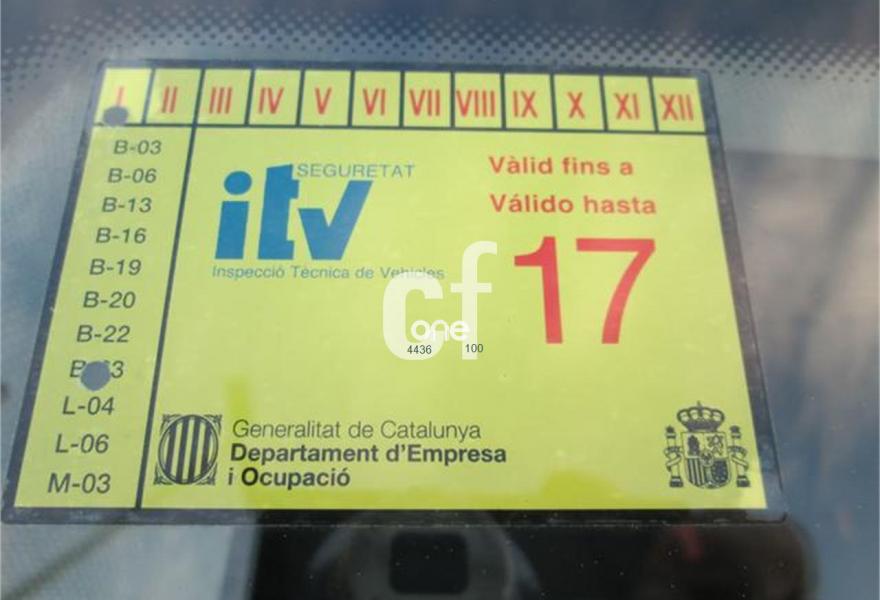 I II III IV V VI VII VIII IX X XI XII
B-03
B-06
B-13
B-16
B-19
B-20
B-22
L-04
L-06
M-03
SEGURETAT
itv
Inspecció Tècnica de Vehicles
Vàlid fins a
Válido hasta
17
cf
one
4436 100
Generalitat de Catalunya
Departament d'Empresa
i Ocupació